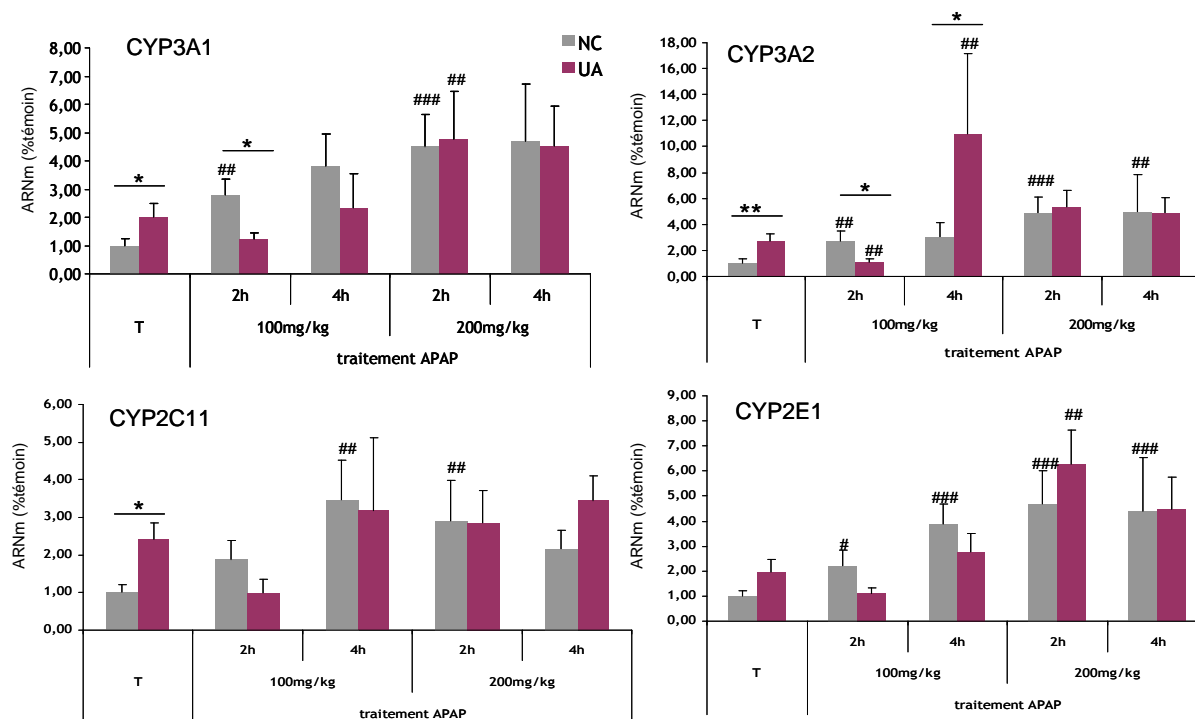 CYP3A1
NC
UA
ARNm (%témoin)
8,00
7,00
6,00
5,00
4,00
3,00
2,00
1,00
0,00
*
##
*
###
##
2h
4h
2h
4h
T
100mg/kg
200mg/kg
traitement APAP
CYP3A2
ARNm (%témoin)
18,00
16,00
14,00
12,00
10,00
8,00
6,00
4,00
2,00
0,00
**
##
*
##
*
##
###
##
2h
4h
2h
4h
T
100mg/kg
200mg/kg
traitement APAP
CYP2C11
ARNm (%témoin)
6,00
5,00
4,00
3,00
2,00
1,00
0,00
*
##
##
2h
4h
2h
4h
T
100mg/kg
200mg/kg
traitement APAP
CYP2E1
ARNm (%témoin)
9,00
8,00
7,00
6,00
5,00
4,00
3,00
2,00
1,00
0,00
#
###
###
##
###
2h
4h
2h
4h
T
100mg/kg
200mg/kg
traitement APAP